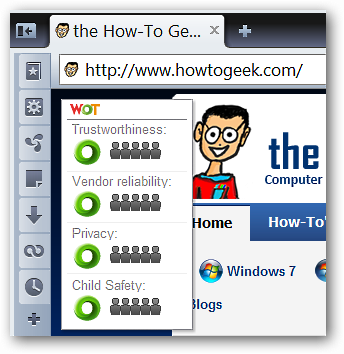 the How-To Ge...
http://www.howtogeek.com/
WOT
Trustworthiness:
Vendor reliability:
Privacy:
Child Safety:
the
Computer
Home
How-To'
Windows 7
Blogs